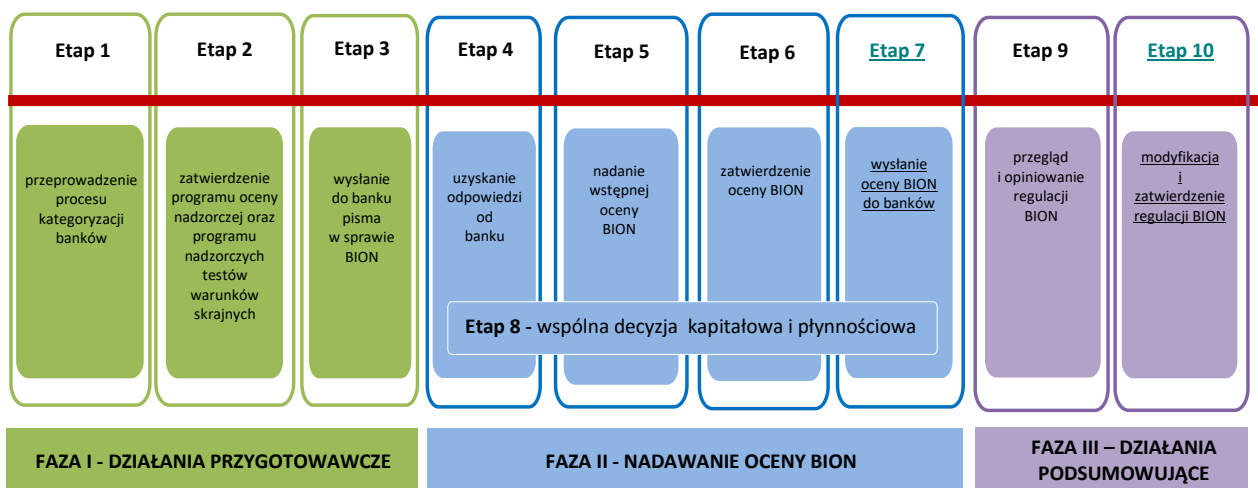 Etap 1
przeprowadzenie
procesu
kategoryzacji
banków
Etap 2
zatwierdzenie
programu oceny
nadzorczej oraz
programu
nadzorczych
testów
warunków
skrajnych
Etap 3
wysłanie
do banku
pisma
w sprawie
BION
Etap 4
uzyskanie
odpowiedzi
od
banku
Etap 5
nadanie
wstępnej
oceny
BION
Etap 6
zatwierdzenie
oceny BION
Etap 7
wysłanie
oceny BION
do banków
Etap 8 - wspólna decyzja kapitałowa i płynnościowa
Etap 9
przegląd
i opiniowanie
regulacji
BION
Etap 10
modyfikacja
i
zatwierdzenie
regulacji BION
FAZA I - DZIAŁANIA PRZYGOTOWAWCZE
FAZA II - NADAWANIE OCENY BION
FAZA III – DZIAŁANIA
PODSUMOWUJĄCE